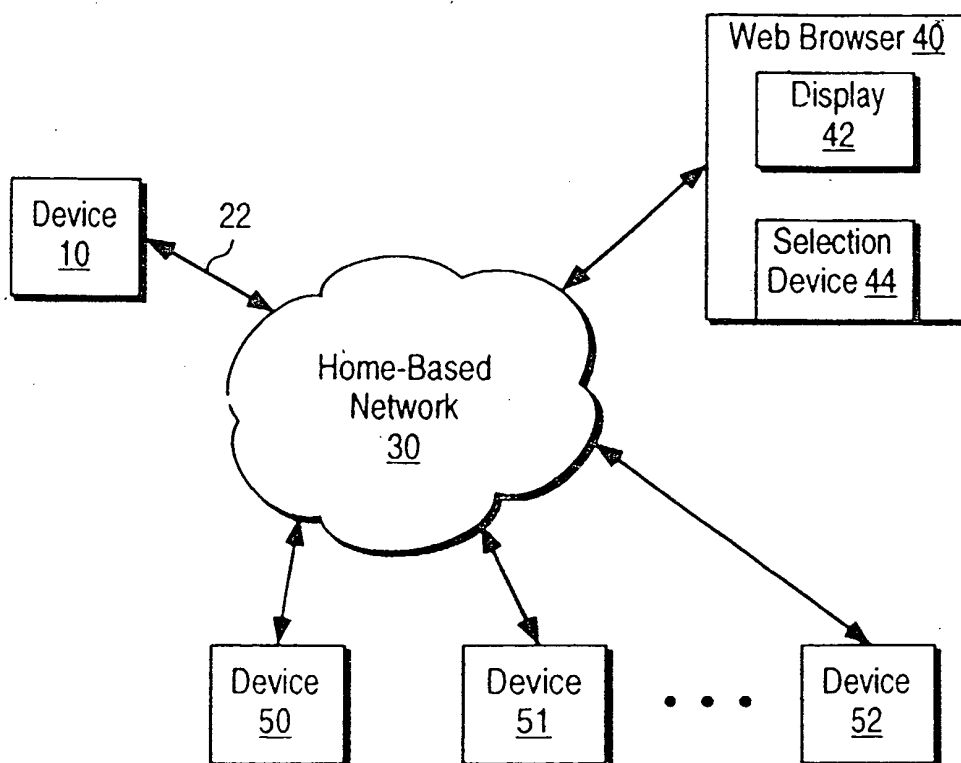 Web Browser 40
Display
42
Selection
Device 44
Device
10
22
Home-Based
Network
30
Device
50
Device
51
Device
52